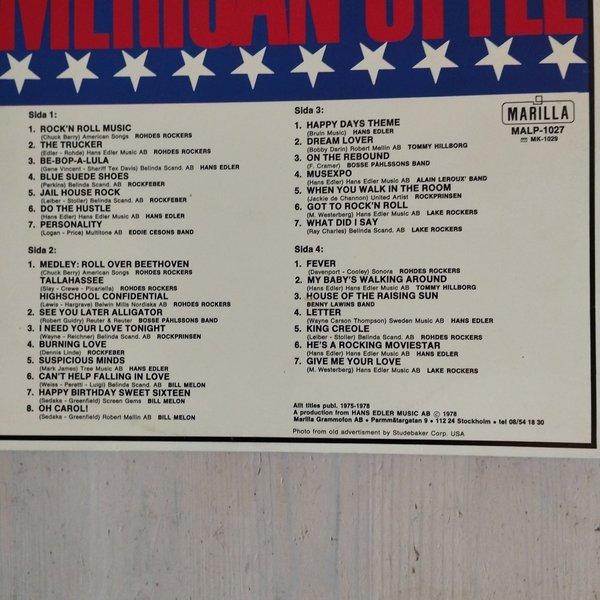 AMERICAN STYLE
Sida 1:
1. ROCK'N ROLL MUSIC
(Chuck Berry) American Songs ROHDES ROCKERS
2. THE TRUCKER
(Edler - Rohde) Hans Edler Music AB ROHDES ROCKERS
3. BE-BOP-A-LULA
(Gene Vincent - Sheriff Tex Davis) Belinda Scand. AB HANS EDLER
4. BLUE SUEDE SHOES
(Perkins) Belinda Scand. AB ROCKFEBER
5. JAIL HOUSE ROCK
(Leiber - Stoller) Belinda Scand. AB ROCKFEBER
6. DO THE HUSTLE
(Hans Edler) Hans Edler Music AB HANS EDLER
7. PERSONALITY
(Logan - Price) Multitone AB EDDIE CESONS BAND
Sida 2:
1. MEDLEY: ROLL OVER BEETHOVEN
(Chuck Berry) American Songs ROHDES ROCKERS
TALLAHASSEE
(Slay - Crewe - Picariella) ROHDES ROCKERS
HIGHSCHOOL CONFIDENTIAL
(Lewis - Hargrave) Belwin Mills Nordiska AB ROHDES ROCKERS
2. SEE YOU LATER ALLIGATOR
(Robert Guidry) Reuter & Reuter BOSSE PÅHLSSONS BAND
3. I NEED YOUR LOVE TONIGHT
(Wayne - Reichner) Belinda Scand. AB ROCKPRINSEN
4. BURNING LOVE
(Dennis Linde) ROCKFEBER
5. SUSPICIOUS MINDS
(Mark James) Tree Music AB HANS EDLER
6. CAN'T HELP FALLING IN LOVE
(Weiss - Peretti - Luigi) Belinda Scand. AB BILL MELON
7. HAPPY BIRTHDAY SWEET SIXTEEN
(Sedaka - Greenfield) Screen Gems BILL MELON
8. OH CAROL!
(Sedaka - Greenfield) Robert Mellin AB BILL MELON
Sida 3:
1. HAPPY DAYS THEME
(Bruin Music) HANS EDLER
2. DREAM LOVER
(Bobby Darin) Robert Mellin AB TOMMY HILLBORG
3. ON THE REBOUND
(F. Cramer) BOSSE PÅHLSSONS BAND
4. MUSEXPO
(Hans Edler) Hans Edler Music AB ALAIN LEROUX' BAND
5. WHEN YOU WALK IN THE ROOM
(Jackie de Channon) United Artist ROCKPRINSEN
6. GOT TO ROCK'N ROLL
(M. Westerberg) Hans Edler Music AB LAKE ROCKERS
7. WHAT DID I SAY
(Ray Charles) Belinda Scand. AB LAKE ROCKERS
Sida 4:
1. FEVER
(Davenport - Cooley) Sonora ROHDES ROCKERS
2. MY BABY'S WALKING AROUND
(Hans Edler) Hans Edler Music AB TOMMY HILLBORG
3. HOUSE OF THE RAISING SUN
BENNY LAWINS BAND
4. LETTER
(Wayne Carson Thompson) Sweden Music AB HANS EDLER
5. KING CREOLE
(Leiber - Stoller) Belinda Scand. AB ROHDES ROCKERS
6. HE'S A ROCKING MOVIESTAR
(Hans Edler) Hans Edler Music AB HANS EDLER
7. GIVE ME YOUR LOVE
(M. Westerberg) Hans Edler Music AB LAKE ROCKERS
Allt titles publ. 1975-1978
A production from HANS EDLER MUSIC AB © 1978
Marilla Grammofon AB • Parmmätargatan 9 • 112 24 Stockholm • tel 08/54 18 30
Photo from old advertisment by Studebaker Corp. USA
MARILLA
MALP-1027
MK-1029